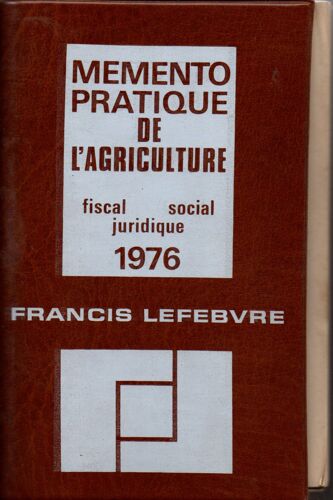 MEMENTO
PRATIQUE
DE
L'AGRICULTURE
fiscal social
juridique
1976
FRANCIS LEFEBVRE